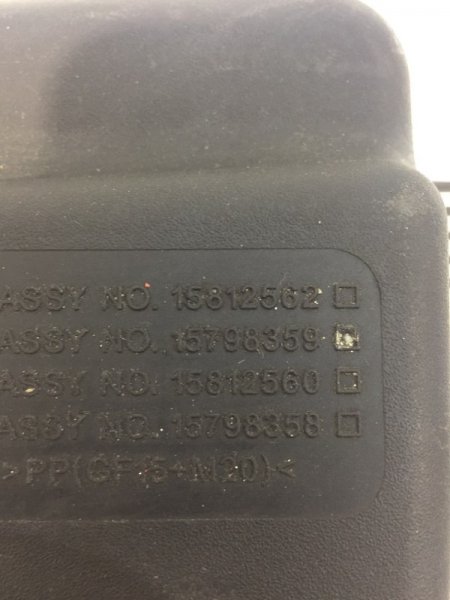 ASSY NO. 15812562
ASSY NO. 15798359
ASSY NO. 15812560
ASSY NO. 15798358
>PP(GF15+M20)<